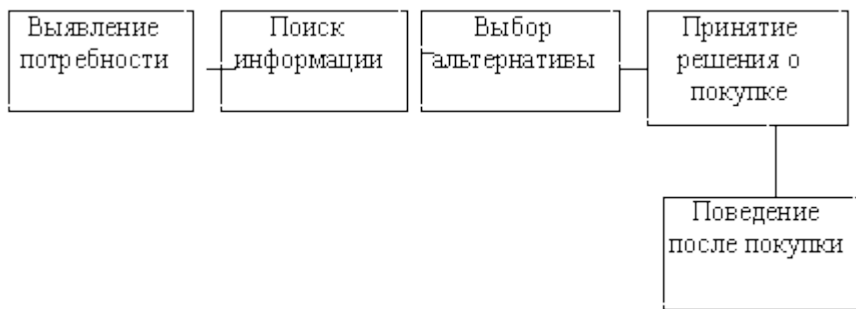 Выявление
потребности
Поиск
информации
Выбор
альтернативы
Принятие
решения о
покупке
Поведение
после покупки